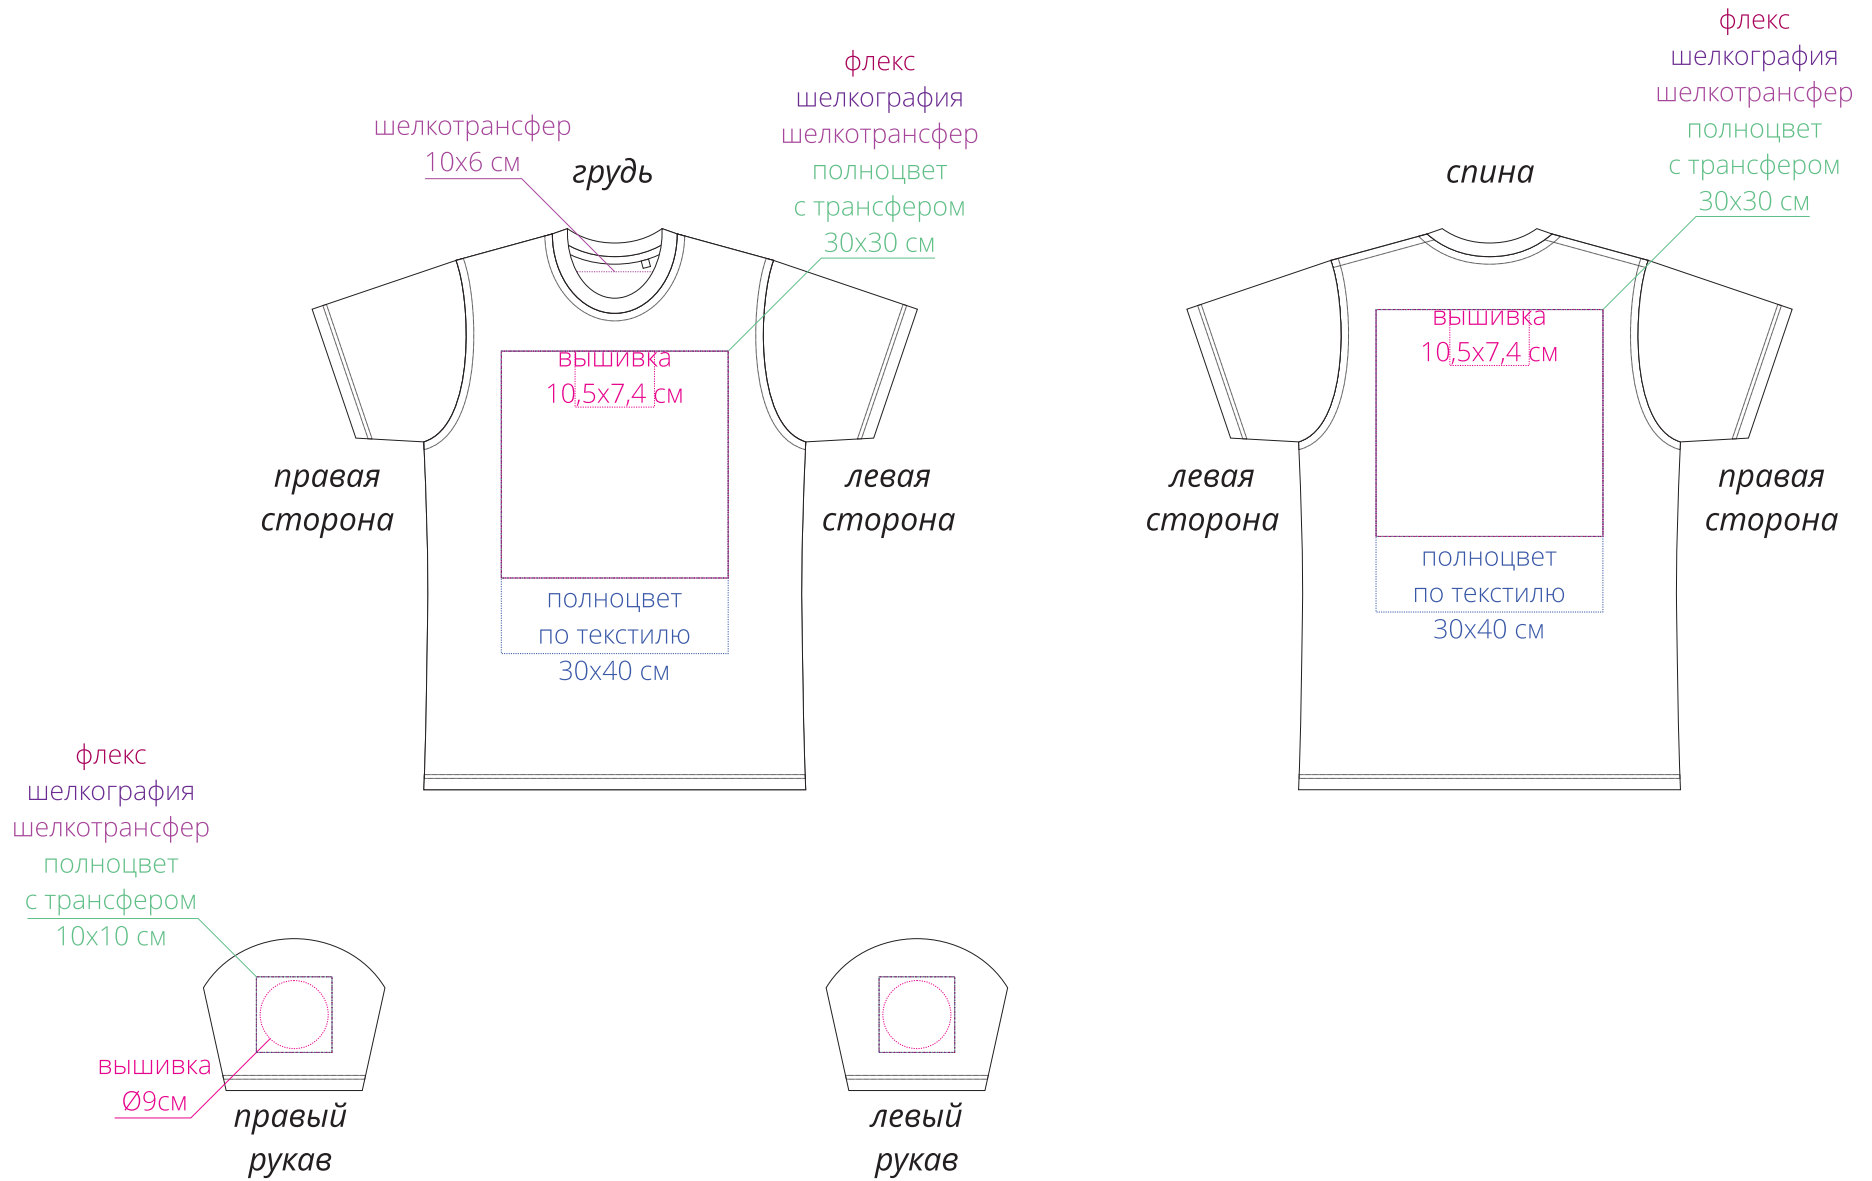 шелкотрансфер
10х6 см
грудь
флекс
шелкография
шелкотрансфер
полноцвет
с трансфером
30х30 см
вышивка
10,5х7,4 см
правая
сторона
левая
сторона
полноцвет
по текстилю
30х40 см
спина
флекс
шелкография
шелкотрансфер
полноцвет
с трансфером
30х30 см
вышивка
10,5х7,4 см
левая
сторона
правая
сторона
полноцвет
по текстилю
30х40 см
флекс
шелкография
шелкотрансфер
полноцвет
с трансфером
10х10 см
вышивка
Ø9см
правый
рукав
левый
рукав